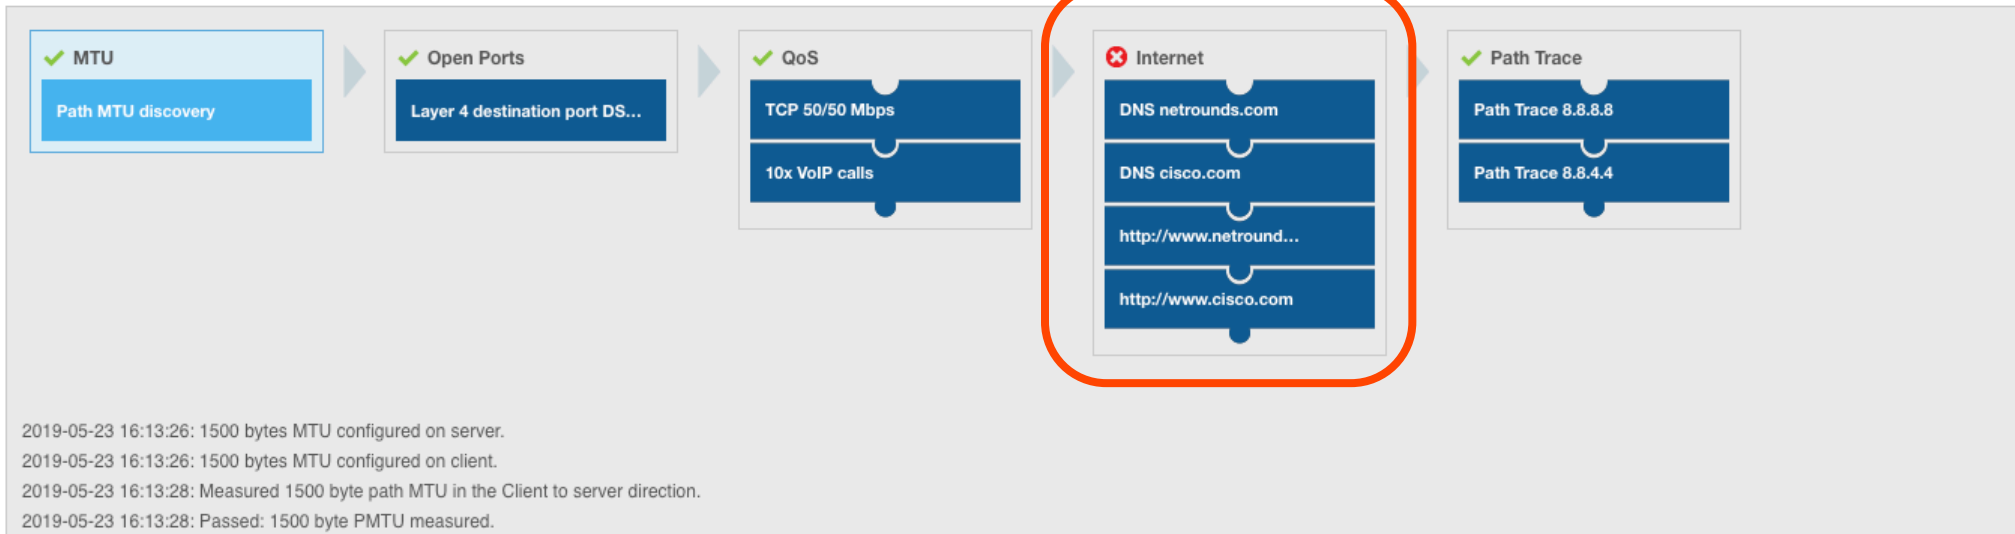 MTU
Path MTU discovery
Open Ports
Layer 4 destination port DS...
QoS
TCP 50/50 Mbps
10x VoIP calls
Internet
DNS netrounds.com
DNS cisco.com
http://www.netround...
http://www.cisco.com
Path Trace
Path Trace 8.8.8.8
Path Trace 8.8.4.4
2019-05-23 16:13:26: 1500 bytes MTU configured on server.
2019-05-23 16:13:26: 1500 bytes MTU configured on client.
2019-05-23 16:13:28: Measured 1500 byte path MTU in the Client to server direction.
2019-05-23 16:13:28: Passed: 1500 byte PMTU measured.